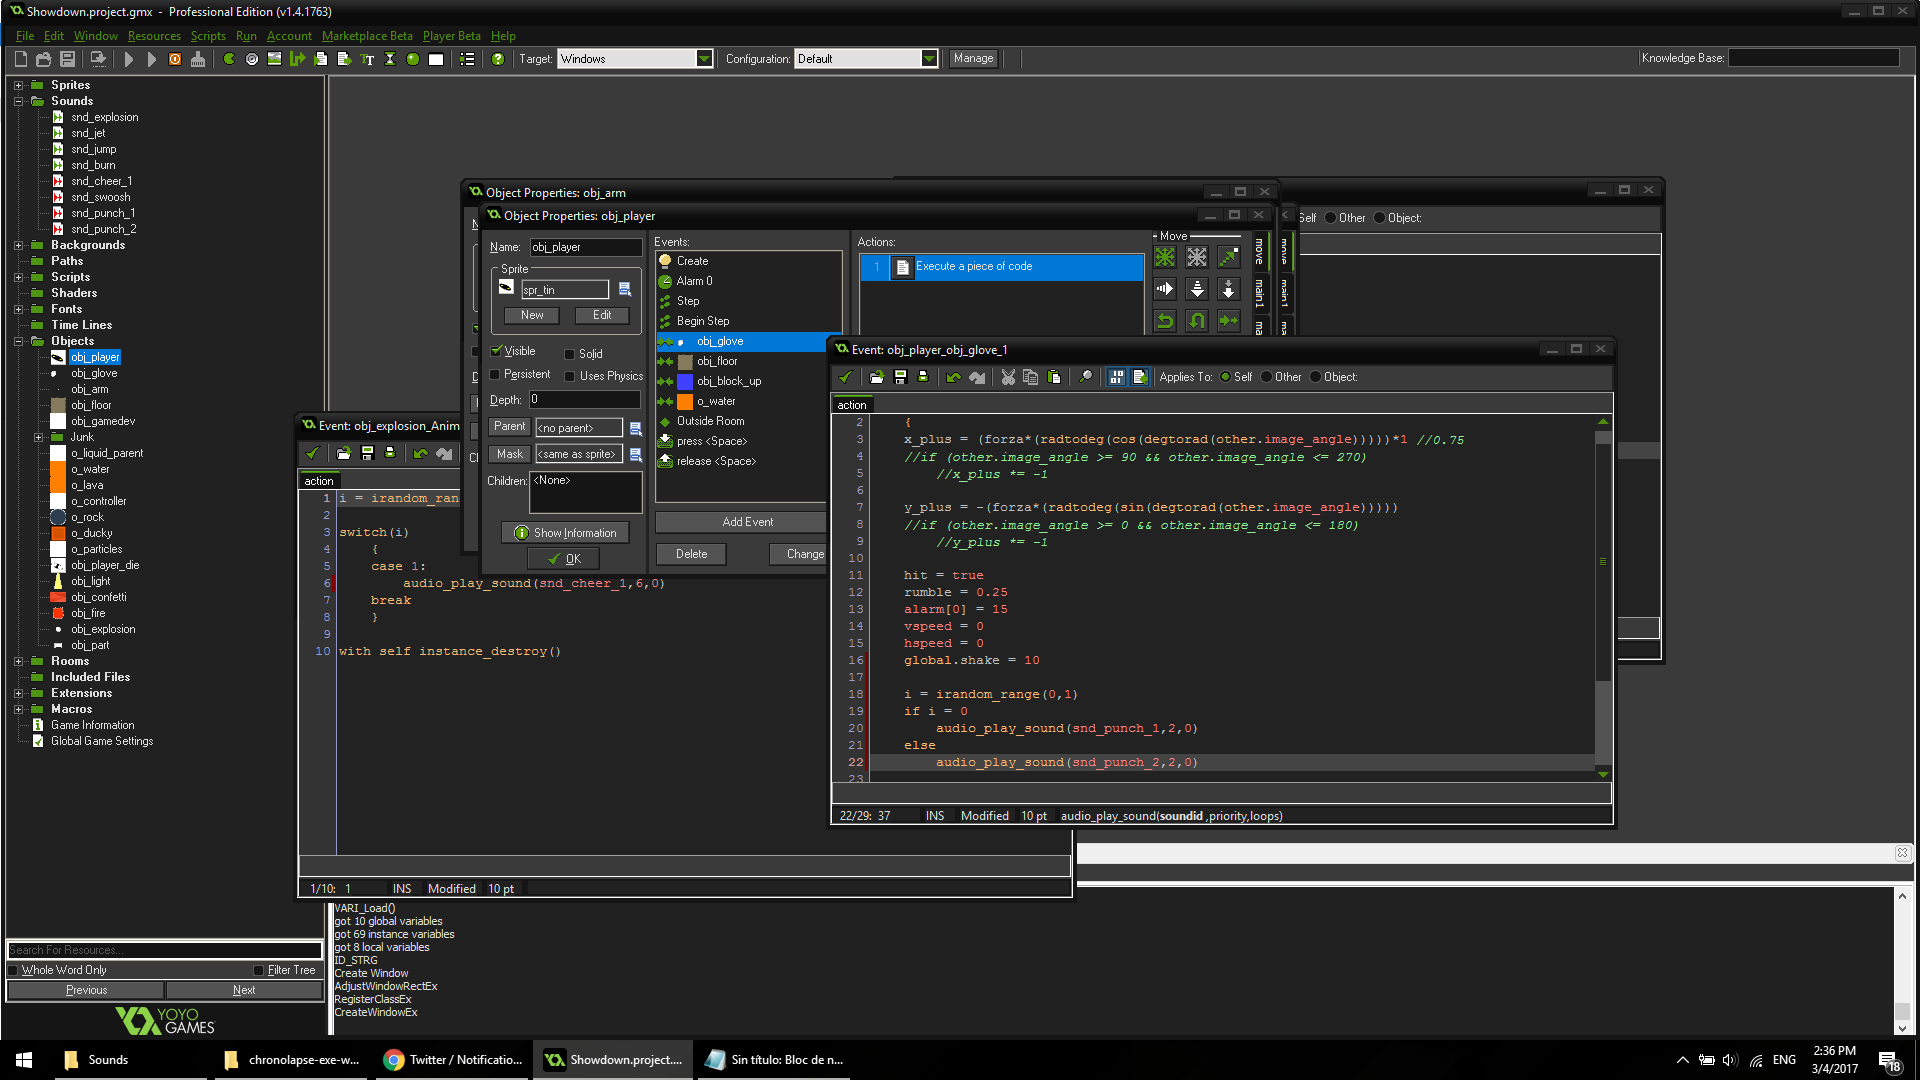 Showdown.project.gmx - Professional Edition (v1.4.1763)
File Edit Window Resources Scripts Run Account Marketplace Beta Player Beta Help
Target: Windows Configuration: Default Manage Knowledge Base:
Sprites
Sounds
snd_explosion
snd_jet
snd_jump
snd_burn
snd_cheer_1
snd_swoosh
snd_punch_1
snd_punch_2
Backgrounds
Paths
Scripts
Shaders
Fonts
Time Lines
Objects
obj_player
obj_glove
obj_arm
obj_floor
obj_gamedev
Junk
o_liquid_parent
o_water
o_lava
o_controller
o_rock
o_ducky
o_particles
obj_player_die
obj_light
obj_confetti
obj_fire
obj_explosion
obj_part
Rooms
Included Files
Extensions
Macros
Game Information
Global Game Settings
Search For Resources...
Whole Word Only Filter Tree
Previous Next
YOYO GAMES
Object Properties: obj_arm
Self Other Object:
Object Properties: obj_player
Name: obj_player
Sprite
spr_tin
New Edit
Visible Solid
Persistent Uses Physics
Depth: 0
Parent <no parent>
Mask <same as sprite>
Children: <None>
Show Information
OK
Events:
Create
Alarm 0
Step
Begin Step
obj_glove
obj_floor
obj_block_up
o_water
Outside Room
press <Space>
release <Space>
Add Event
Delete Change
Actions:
1 Execute a piece of code
Move
move
main1
move
main1
Event: obj_explosion_Anim
action
1 i = irandom_ran
2
3 switch(i)
4 {
5 case 1:
6 audio_play_sound(snd_cheer_1,6,0)
7 break
8 }
9
10 with self instance_destroy()
1/10: 1 INS Modified 10 pt
Event: obj_player_obj_glove_1
Applies To: Self Other Object:
action
2 {
3 x_plus = (forza*(radtodeg(cos(degtorad(other.image_angle)))))*1 //0.75
4 //if (other.image_angle >= 90 && other.image_angle <= 270)
5 //x_plus *= -1
6
7 y_plus = -(forza*(radtodeg(sin(degtorad(other.image_angle)))))
8 //if (other.image_angle >= 0 && other.image_angle <= 180)
9 //y_plus *= -1
10
11 hit = true
12 rumble = 0.25
13 alarm[0] = 15
14 vspeed = 0
15 hspeed = 0
16 global.shake = 10
17
18 i = irandom_range(0,1)
19 if i = 0
20 audio_play_sound(snd_punch_1,2,0)
21 else
22 audio_play_sound(snd_punch_2,2,0)
23
22/29: 37 INS Modified 10 pt audio_play_sound(soundid ,priority,loops)
VARI_Load()
got 10 global variables
got 69 instance variables
got 8 local variables
ID_STRG
Create Window
AdjustWindowRectEx
RegisterClassEx
CreateWindowEx
Sounds chronolapse-exe-w... Twitter / Notificatio... Showdown.project.... Sin título: Bloc de n... ENG 2:36 PM
3/4/2017 18